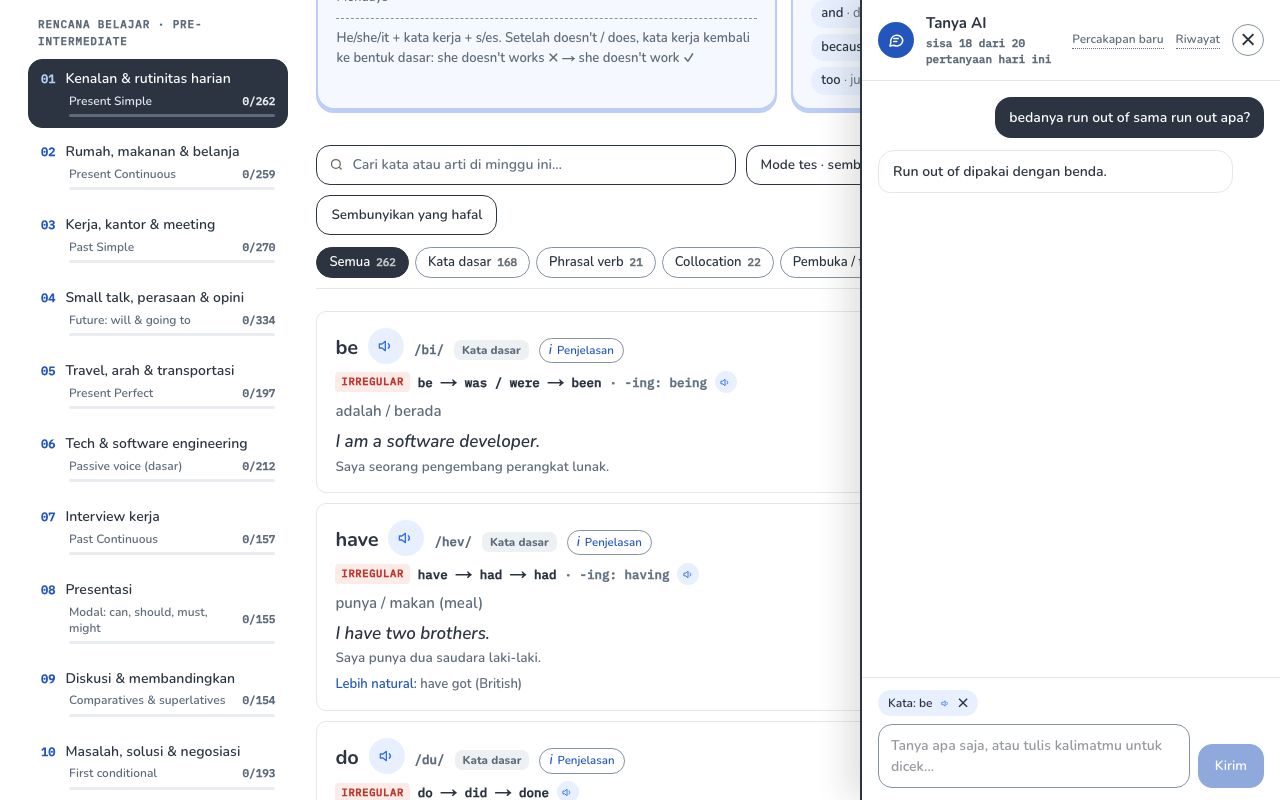 RENCANA BELAJAR · PRE-
INTERMEDIATE
01 Kenalan & rutinitas harian
Present Simple 0/262
02 Rumah, makanan & belanja
Present Continuous 0/259
03 Kerja, kantor & meeting
Past Simple 0/270
04 Small talk, perasaan & opini
Future: will & going to 0/334
05 Travel, arah & transportasi
Present Perfect 0/197
06 Tech & software engineering
Passive voice (dasar) 0/212
07 Interview kerja
Past Continuous 0/157
08 Presentasi
Modal: can, should, must,
might 0/155
09 Diskusi & membandingkan
Comparatives & superlatives 0/154
10 Masalah, solusi & negosiasi
First conditional 0/193
He/she/it + kata kerja + s/es. Setelah doesn't / does, kata kerja kembali
ke bentuk dasar: she doesn't works ✕ → she doesn't work ✓
and · d
becaus
too · ju
Cari kata atau arti di minggu ini...
Mode tes · semb
Sembunyikan yang hafal
Semua 262
Kata dasar 168
Phrasal verb 21
Collocation 22
Pembuka /
be /bi/ Kata dasar i Penjelasan
IRREGULAR be → was / were → been · -ing: being
adalah / berada
I am a software developer.
Saya seorang pengembang perangkat lunak.
have /hev/ Kata dasar i Penjelasan
IRREGULAR have → had → had · -ing: having
punya / makan (meal)
I have two brothers.
Saya punya dua saudara laki-laki.
Lebih natural: have got (British)
do /du/ Kata dasar i Penjelasan
IRREGULAR do → did → done
Tanya AI
sisa 18 dari 20
pertanyaan hari ini
Percakapan baru
Riwayat
bedanya run out of sama run out apa?
Run out of dipakai dengan benda.
Kata: be
Tanya apa saja, atau tulis kalimatmu untuk
dicek...
Kirim